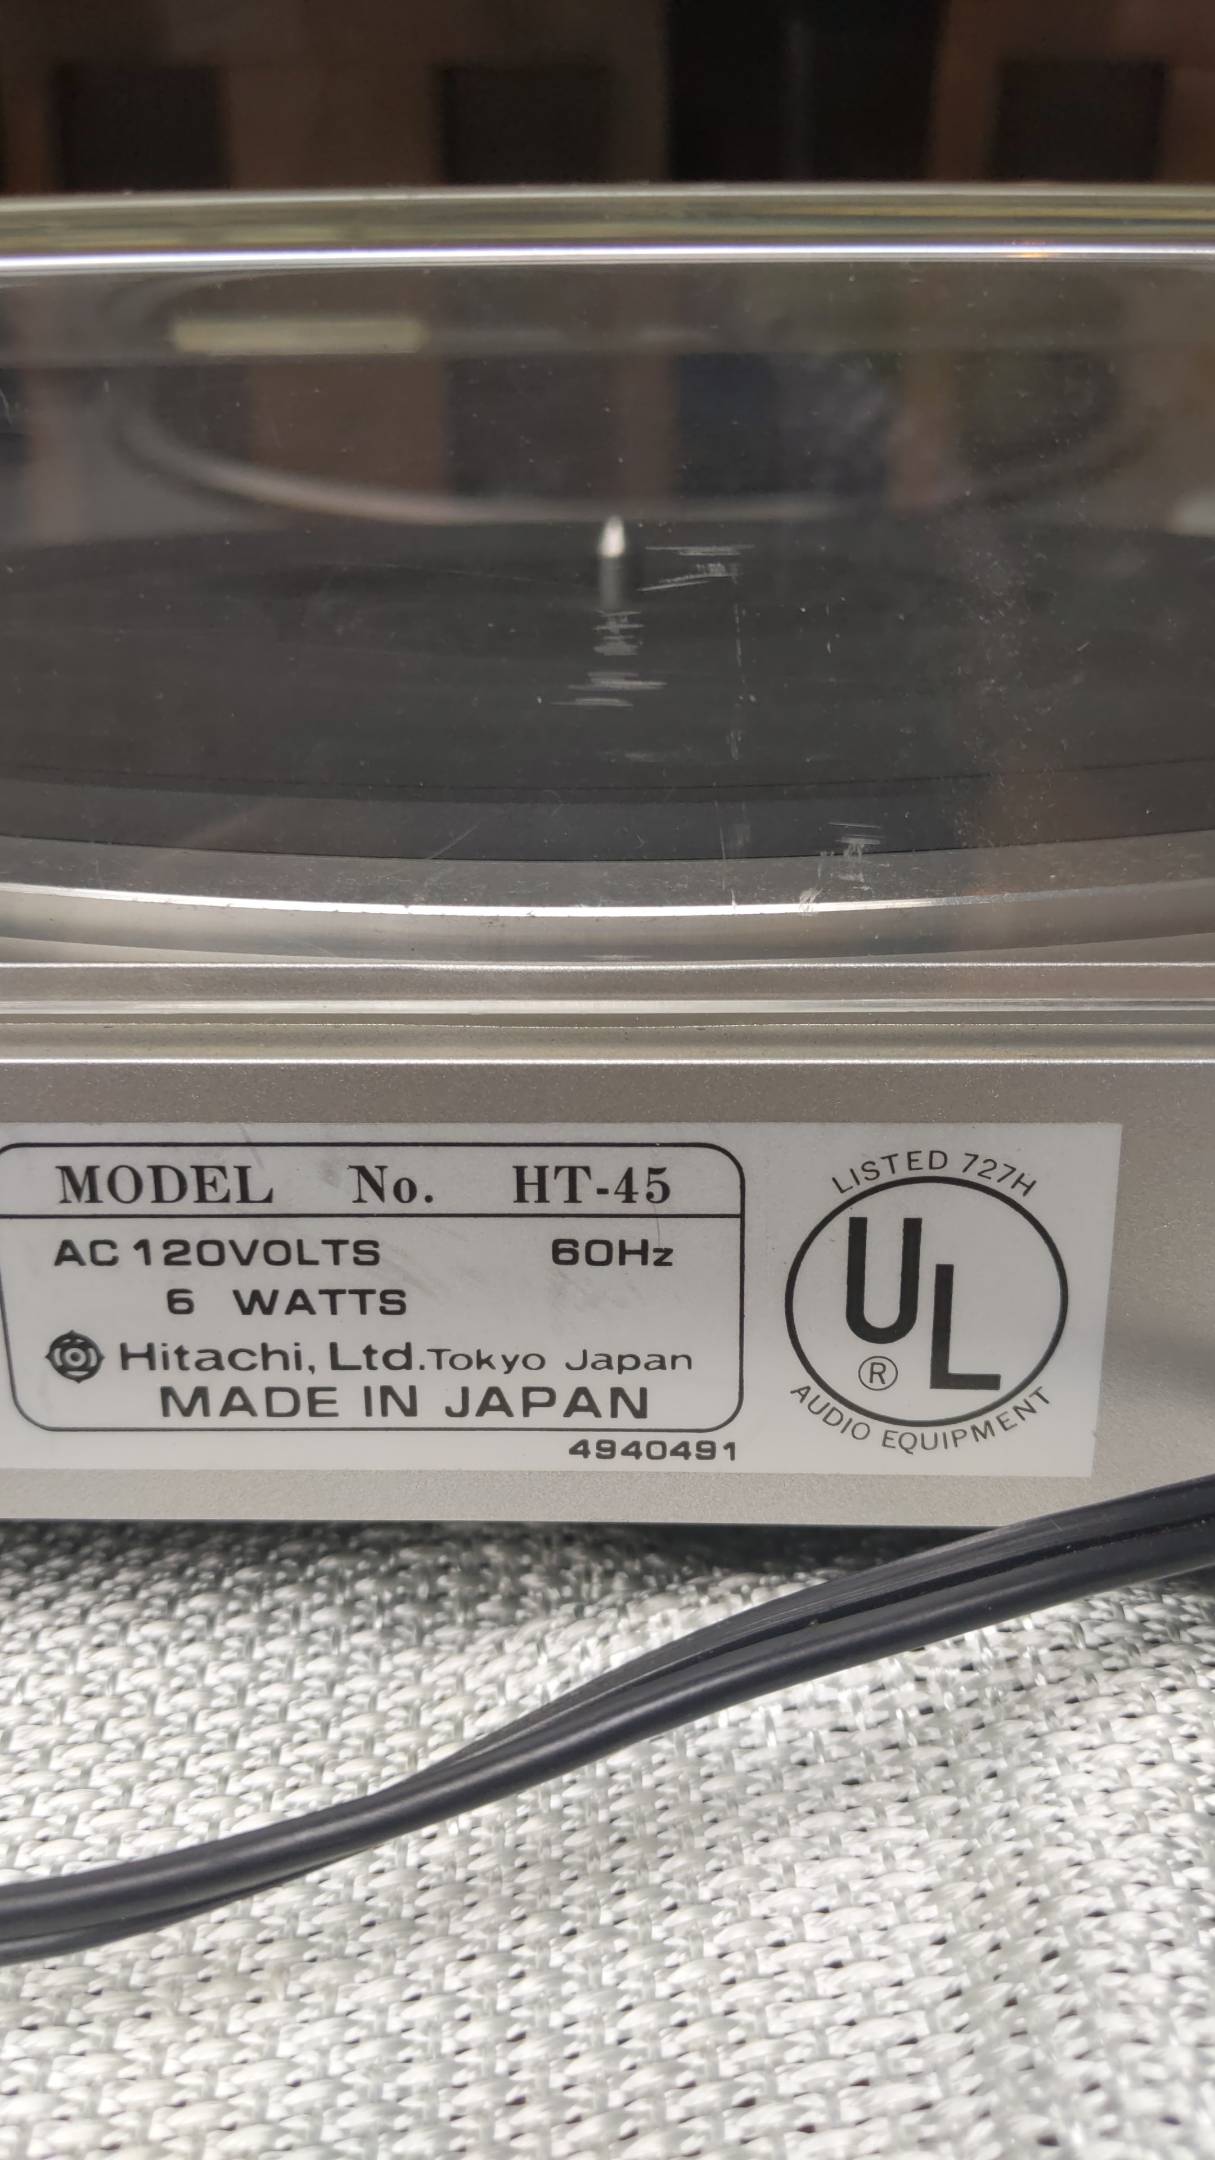 MODEL No. HT-45
AC 120VOLTS 60Hz
6 WATTS
Hitachi, Ltd. Tokyo Japan
MADE IN JAPAN
4940491
LISTED 727H
UL
®
AUDIO EQUIPMENT